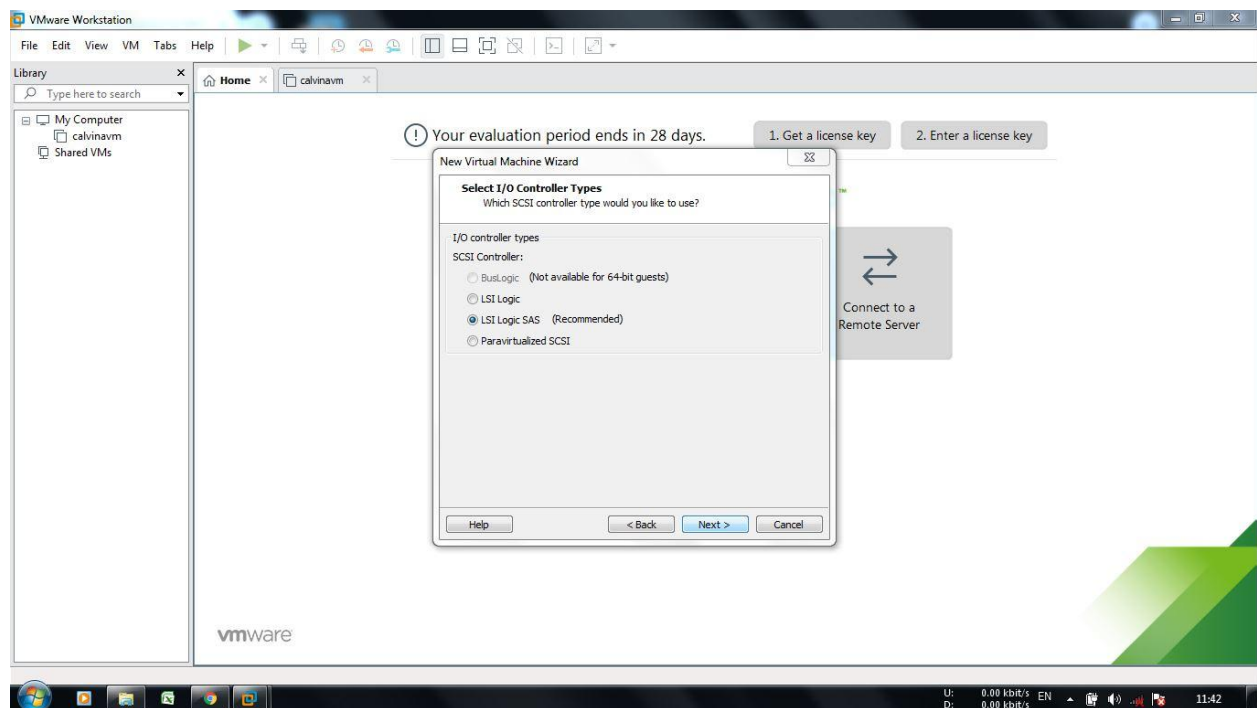 VMware Workstation
File Edit View VM Tabs Help
Library
Type here to search
My Computer
calvinavm
Shared VMs
Home
calvinavm
Your evaluation period ends in 28 days.
1. Get a license key
2. Enter a license key
New Virtual Machine Wizard
Select I/O Controller Types
Which SCSI controller type would you like to use?
I/O controller types
SCSI Controller:
BusLogic (Not available for 64-bit guests)
LSI Logic
LSI Logic SAS (Recommended)
Paravirtualized SCSI
Help
< Back
Next >
Cancel
™
Connect to a
Remote Server
vmware
U: 0.00 kbit/s
D: 0.00 kbit/s
EN
11:42